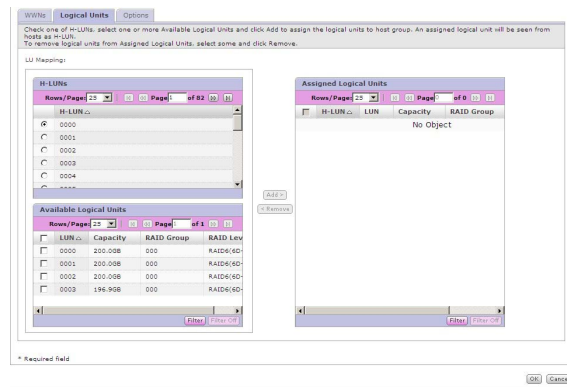 WWNs Logical Units Options
Check one of H-LUNs, select one or more Available Logical Units and click Add to assign the logical units to host group. An assigned logical unit will be seen from
hosts as H-LUN.
To remove logical units from Assigned Logical Units, select some and click Remove.
LU Mapping:
H-LUNs
Rows/Page: 25 Page 1 of 82
H-LUN
0000
0001
0002
0003
0004
Available Logical Units
Rows/Page: 25 Page 1 of 1
LUN Capacity RAID Group RAID Lev
0000 200.0GB 000 RAID6(6D-
0001 200.0GB 000 RAID6(6D-
0002 200.0GB 000 RAID6(6D-
0003 196.9GB 000 RAID6(6D-
Filter Filter Off
Add >
< Remove
Assigned Logical Units
Rows/Page: 25 Page 0 of 0
H-LUN LUN Capacity RAID Group
No Object
Filter Filter Off
* Required field
OK Cance